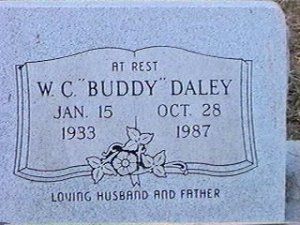 AT REST
W. C. "BUDDY" DALEY
JAN. 15 OCT. 28
1933 1987
LOVING HUSBAND AND FATHER